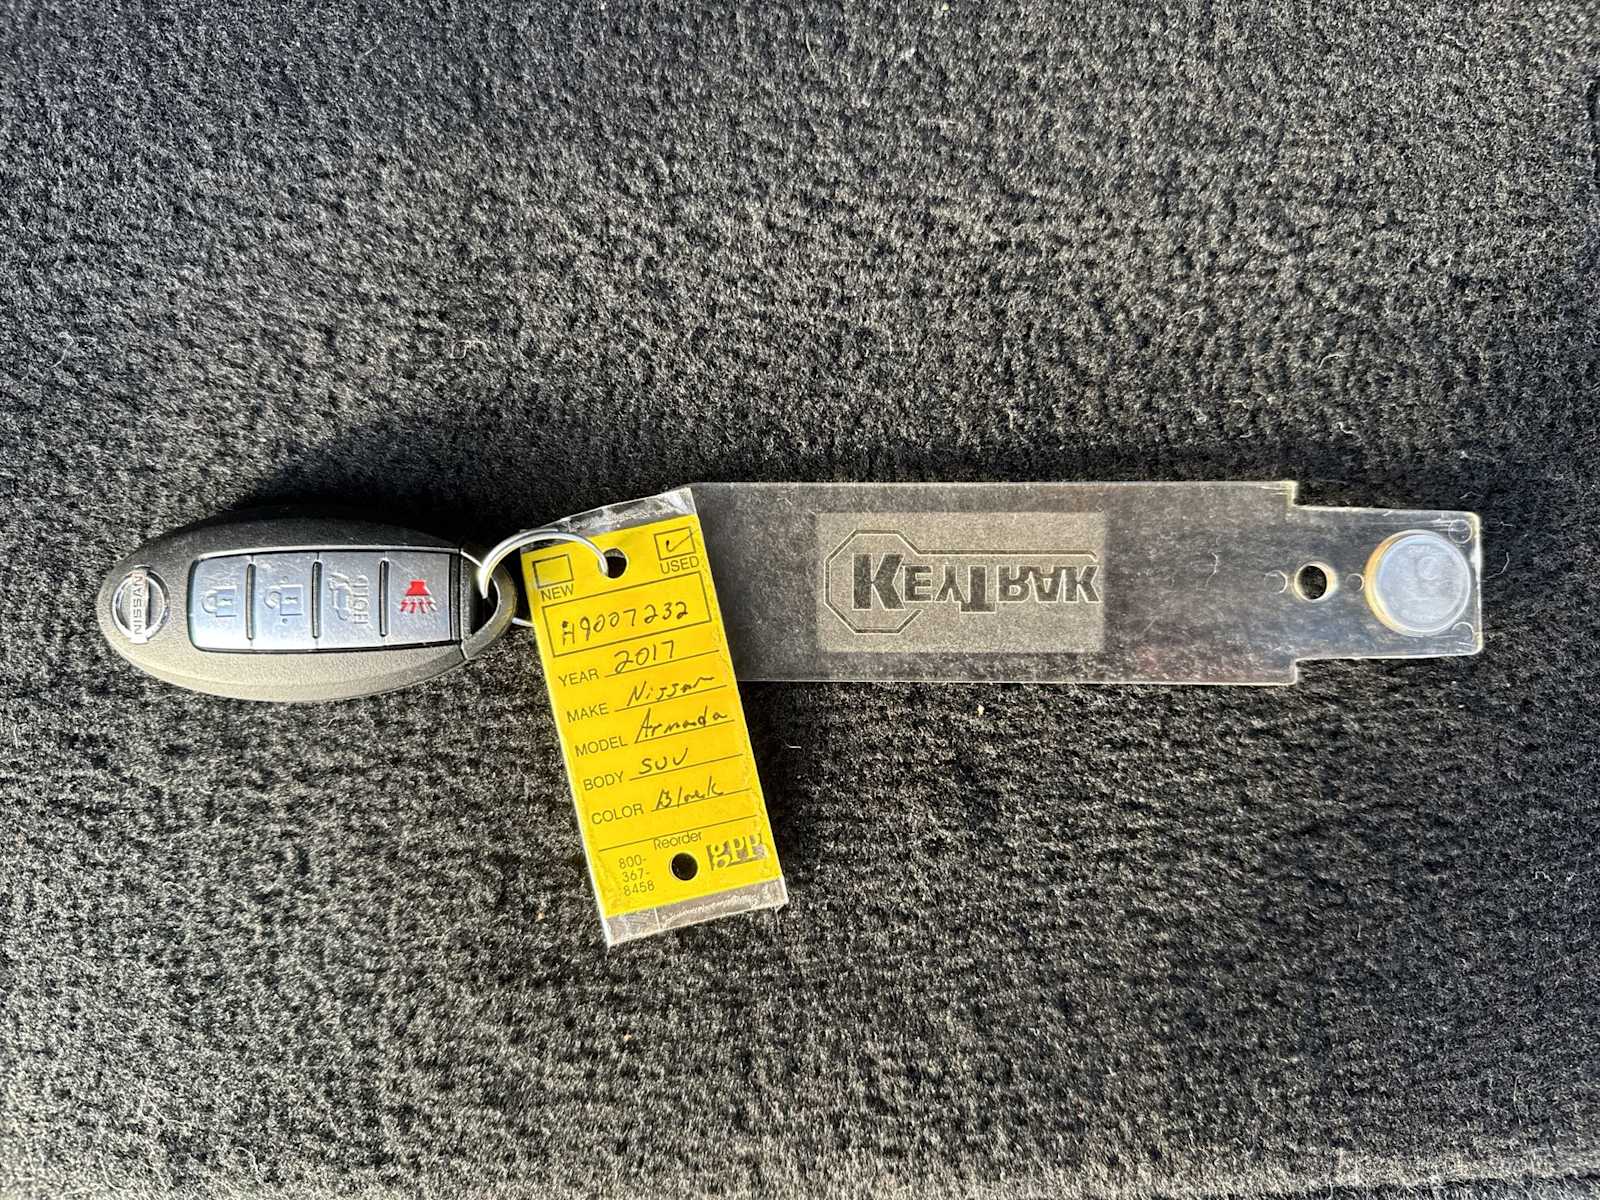 NISSAN
HOLD
NEW
USED
H9007232
YEAR 2017
MAKE Nissan
MODEL Armada
BODY SUV
COLOR Black
Reorder
800-
367-
8458
gpp
KEYTRAK